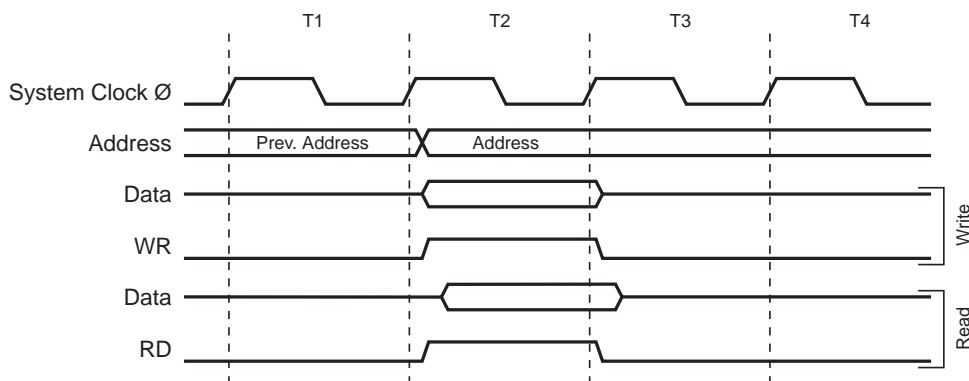 T1 T2 T3 T4
System Clock Ø
Address Prev. Address Address
Data
WR
Write
Data
RD
Read